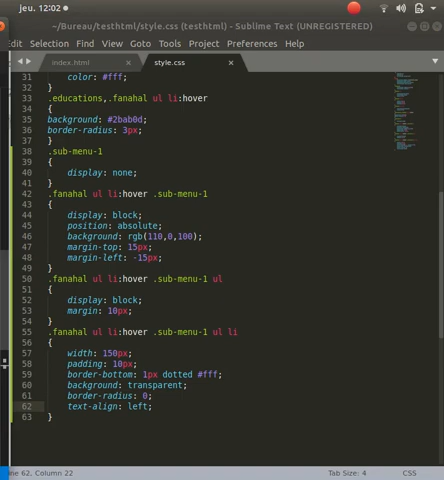 jeu. 12:02
~/Bureau/testhtml/style.css (testhtml) - Sublime Text (UNREGISTERED)
Edit Selection Find View Goto Tools Project Preferences Help
index.html style.css
31 color: #fff;
32 }
33 .educations,.fanahal ul li:hover
34 {
35 background: #2bab0d;
36 border-radius: 3px;
37 }
38 .sub-menu-1
39 {
40 display: none;
41 }
42 .fanahal ul li:hover .sub-menu-1
43 {
44 display: block;
45 position: absolute;
46 background: rgb(110,0,100);
47 margin-top: 15px;
48 margin-left: -15px;
49 }
50 .fanahal ul li:hover .sub-menu-1 ul
51 {
52 display: block;
53 margin: 10px;
54 }
55 .fanahal ul li:hover .sub-menu-1 ul li
56 {
57 width: 150px;
58 padding: 10px;
59 border-bottom: 1px dotted #fff;
60 background: transparent;
61 border-radius: 0;
62 text-align: left;
63 }
ne 62, Column 22 Tab Size: 4 CSS